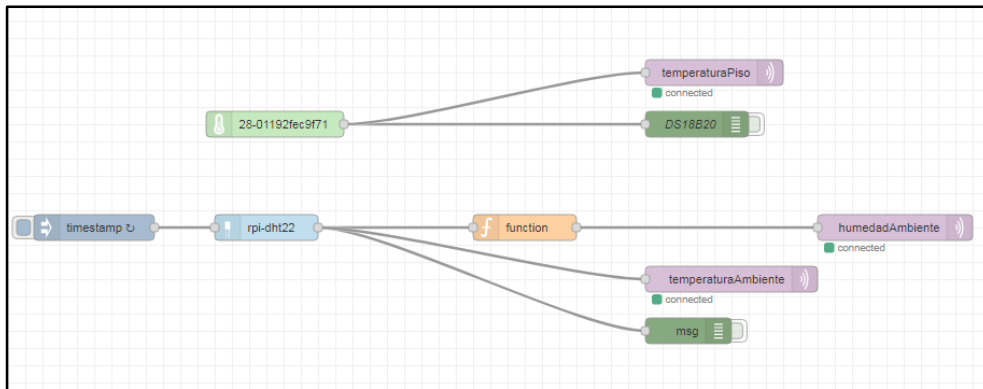 temperaturaPiso
connected
28-01192fec9f71
DS18B20
timestamp ↻
rpi-dht22
function
humedadAmbiente
connected
temperaturaAmbiente
connected
msg